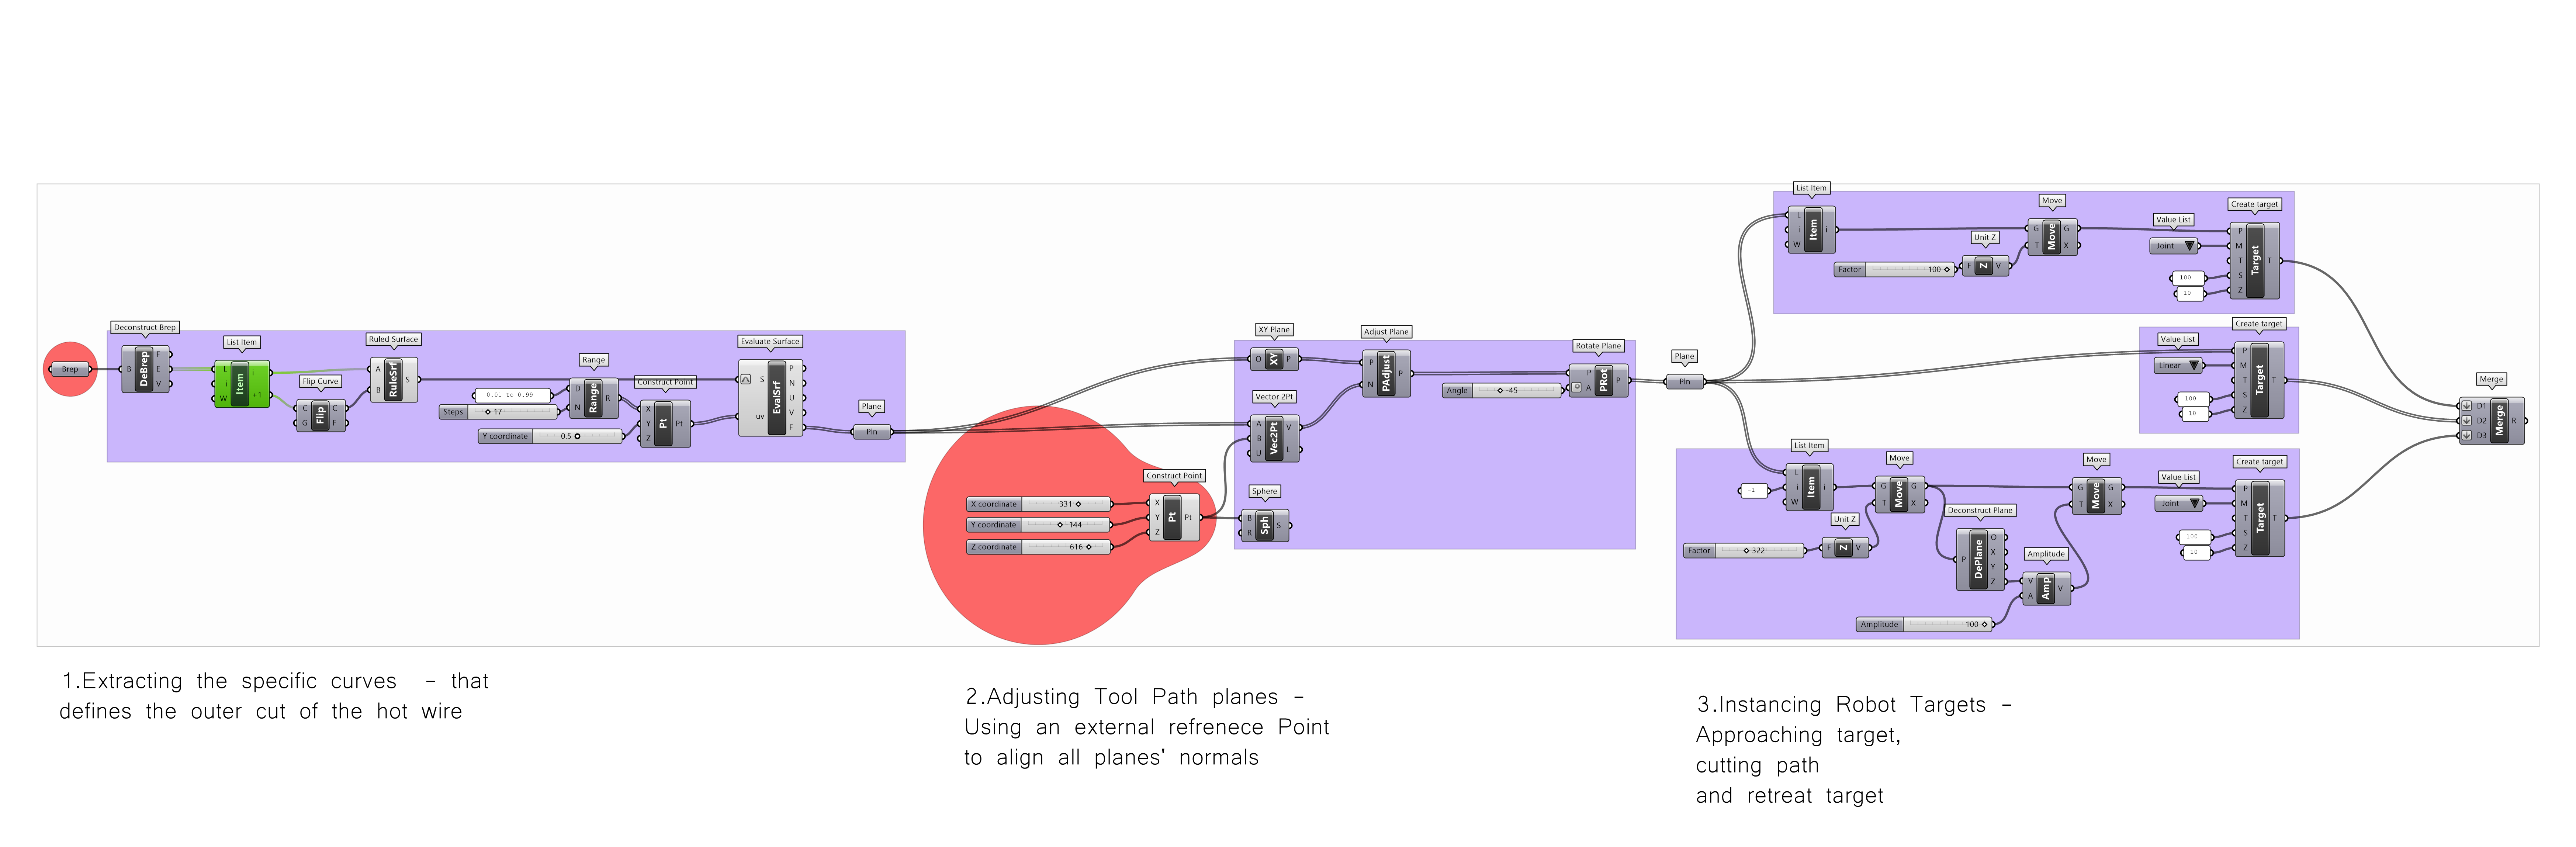 Brep
Deconstruct Brep
B DeBrep F E V
List Item
L i W Item i +1
Flip Curve
C G Flip C F
Ruled Surface
A B RuleSrf S
0.01 to 0.99
Steps 17
Range
D N Range R
Y coordinate 0.5
Construct Point
X Y Z Pt Pt
Evaluate Surface
S uv EvalSrf P N U V F
Plane
Pln
X coordinate 331
Y coordinate -144
Z coordinate 616
Construct Point
X Y Z Pt Pt
XY Plane
O XY P
Vector 2Pt
A B U Vec2Pt V L
Sphere
B R Sph S
Adjust Plane
P N PAdjust P
Angle -45
Rotate Plane
P A PRot P
Plane
Pln
List Item
L i W Item i
Factor 100
Unit Z
F Z V
Move
G T Move G X
Value List
Joint
100
10
Create target
P M T S Z Target T
Value List
Linear
100
10
Create target
P M T S Z Target T
List Item
-1
L i W Item i
Factor 322
Unit Z
F Z V
Move
G T Move G X
Deconstruct Plane
P DePlane O X Y Z
Amplitude 100
Amplitude
V A Amp V
Move
G T Move G X
Value List
Joint
100
10
Create target
P M T S Z Target T
Merge
D1 D2 D3 Merge R
1.Extracting the specific curves - that
defines the outer cut of the hot wire
2.Adjusting Tool Path planes -
Using an external refrenece Point
to align all planes' normals
3.Instancing Robot Targets -
Approaching target,
cutting path
and retreat target